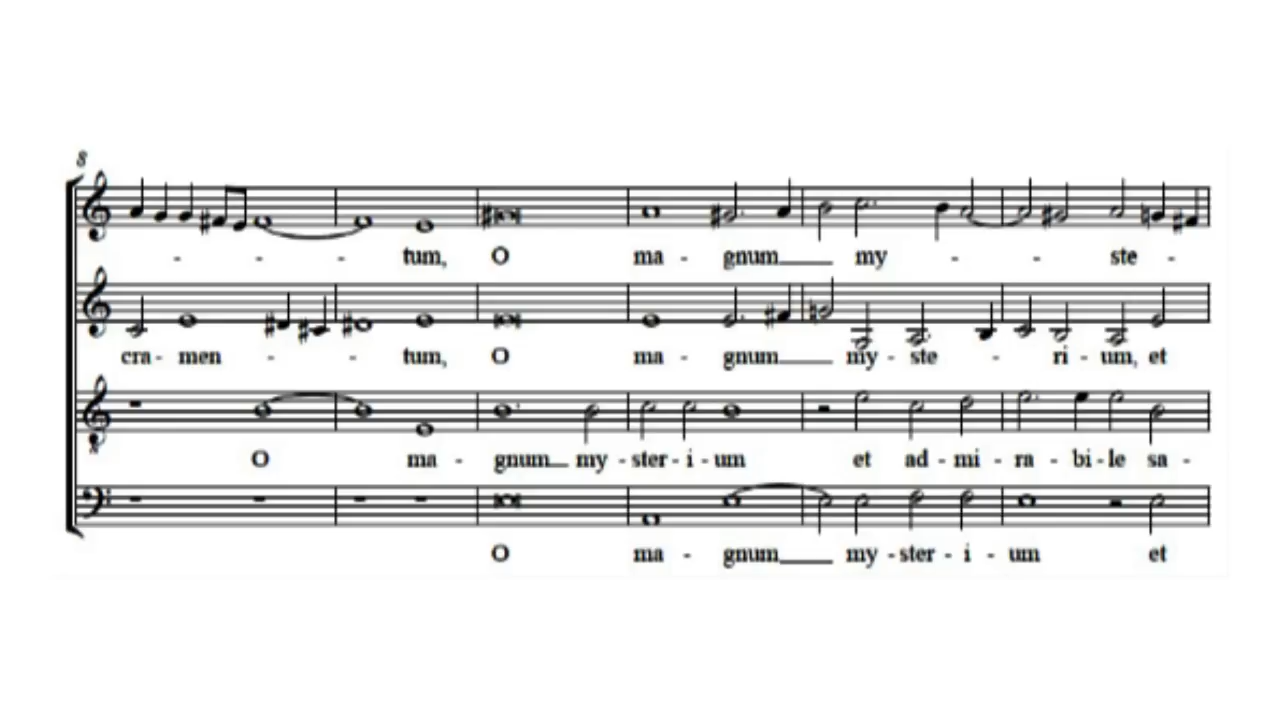 8
- - - tum, O ma - gnum my - - ste -
cra - men - - tum, O ma - gnum my - ste - ri - um, et
8
O ma - gnum my - ster - i - um et ad - mi - ra - bi - le sa -
O ma - gnum my - ster - i - um et